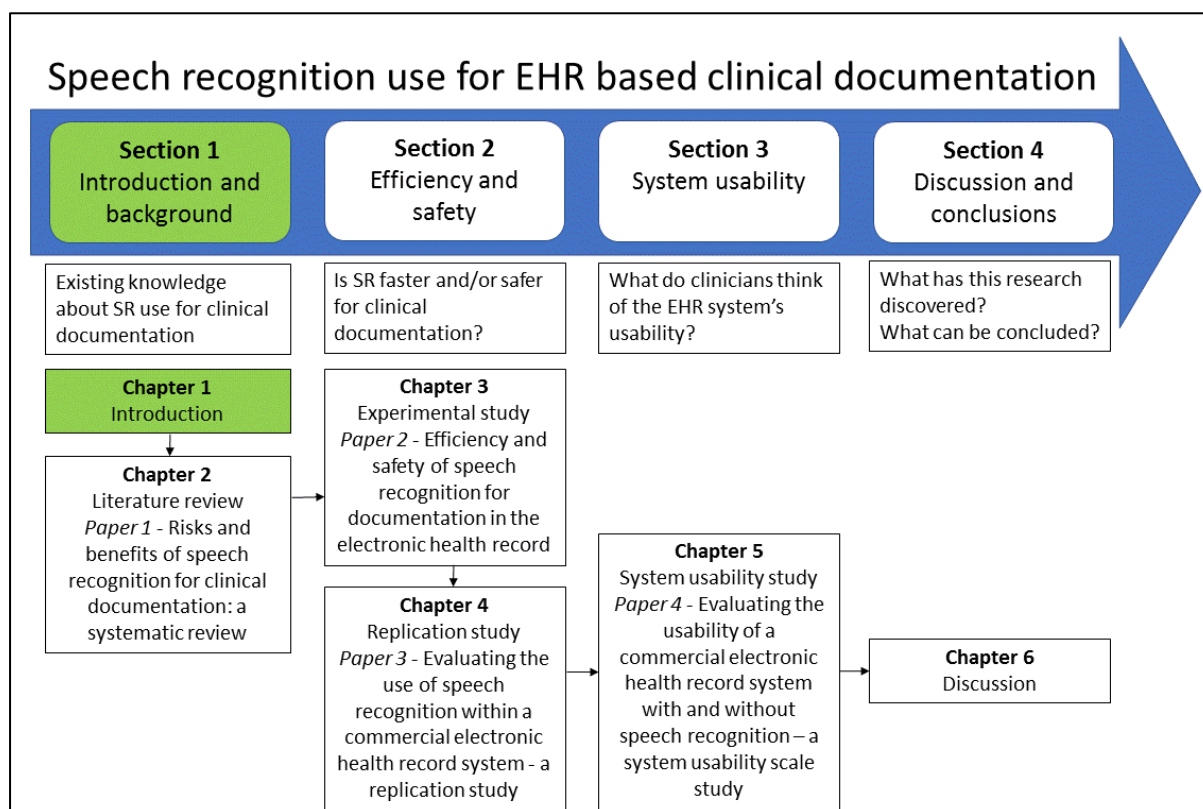 Speech recognition use for EHR based clinical documentation
Section 1
Introduction and
background
Section 2
Efficiency and
safety
Section 3
System usability
Section 4
Discussion and
conclusions
Existing knowledge
about SR use for clinical
documentation
Is SR faster and/or safer
for clinical
documentation?
What do clinicians think
of the EHR system's
usability?
What has this research
discovered?
What can be concluded?
Chapter 1
Introduction
Chapter 2
Literature review
Paper 1 - Risks and
benefits of speech
recognition for clinical
documentation: a
systematic review
Chapter 3
Experimental study
Paper 2 - Efficiency and
safety of speech
recognition for
documentation in the
electronic health record
Chapter 4
Replication study
Paper 3 - Evaluating the
use of speech
recognition within a
commercial electronic
health record system - a
replication study
Chapter 5
System usability study
Paper 4 - Evaluating the
usability of a
commercial electronic
health record system
with and without
speech recognition – a
system usability scale
study
Chapter 6
Discussion